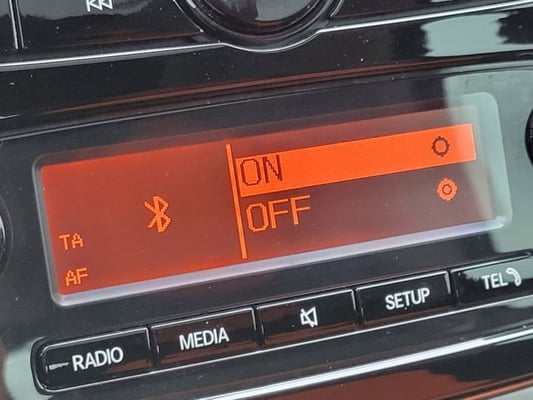 ON
OFF
TA
AF
RADIO
MEDIA
SETUP
TEL